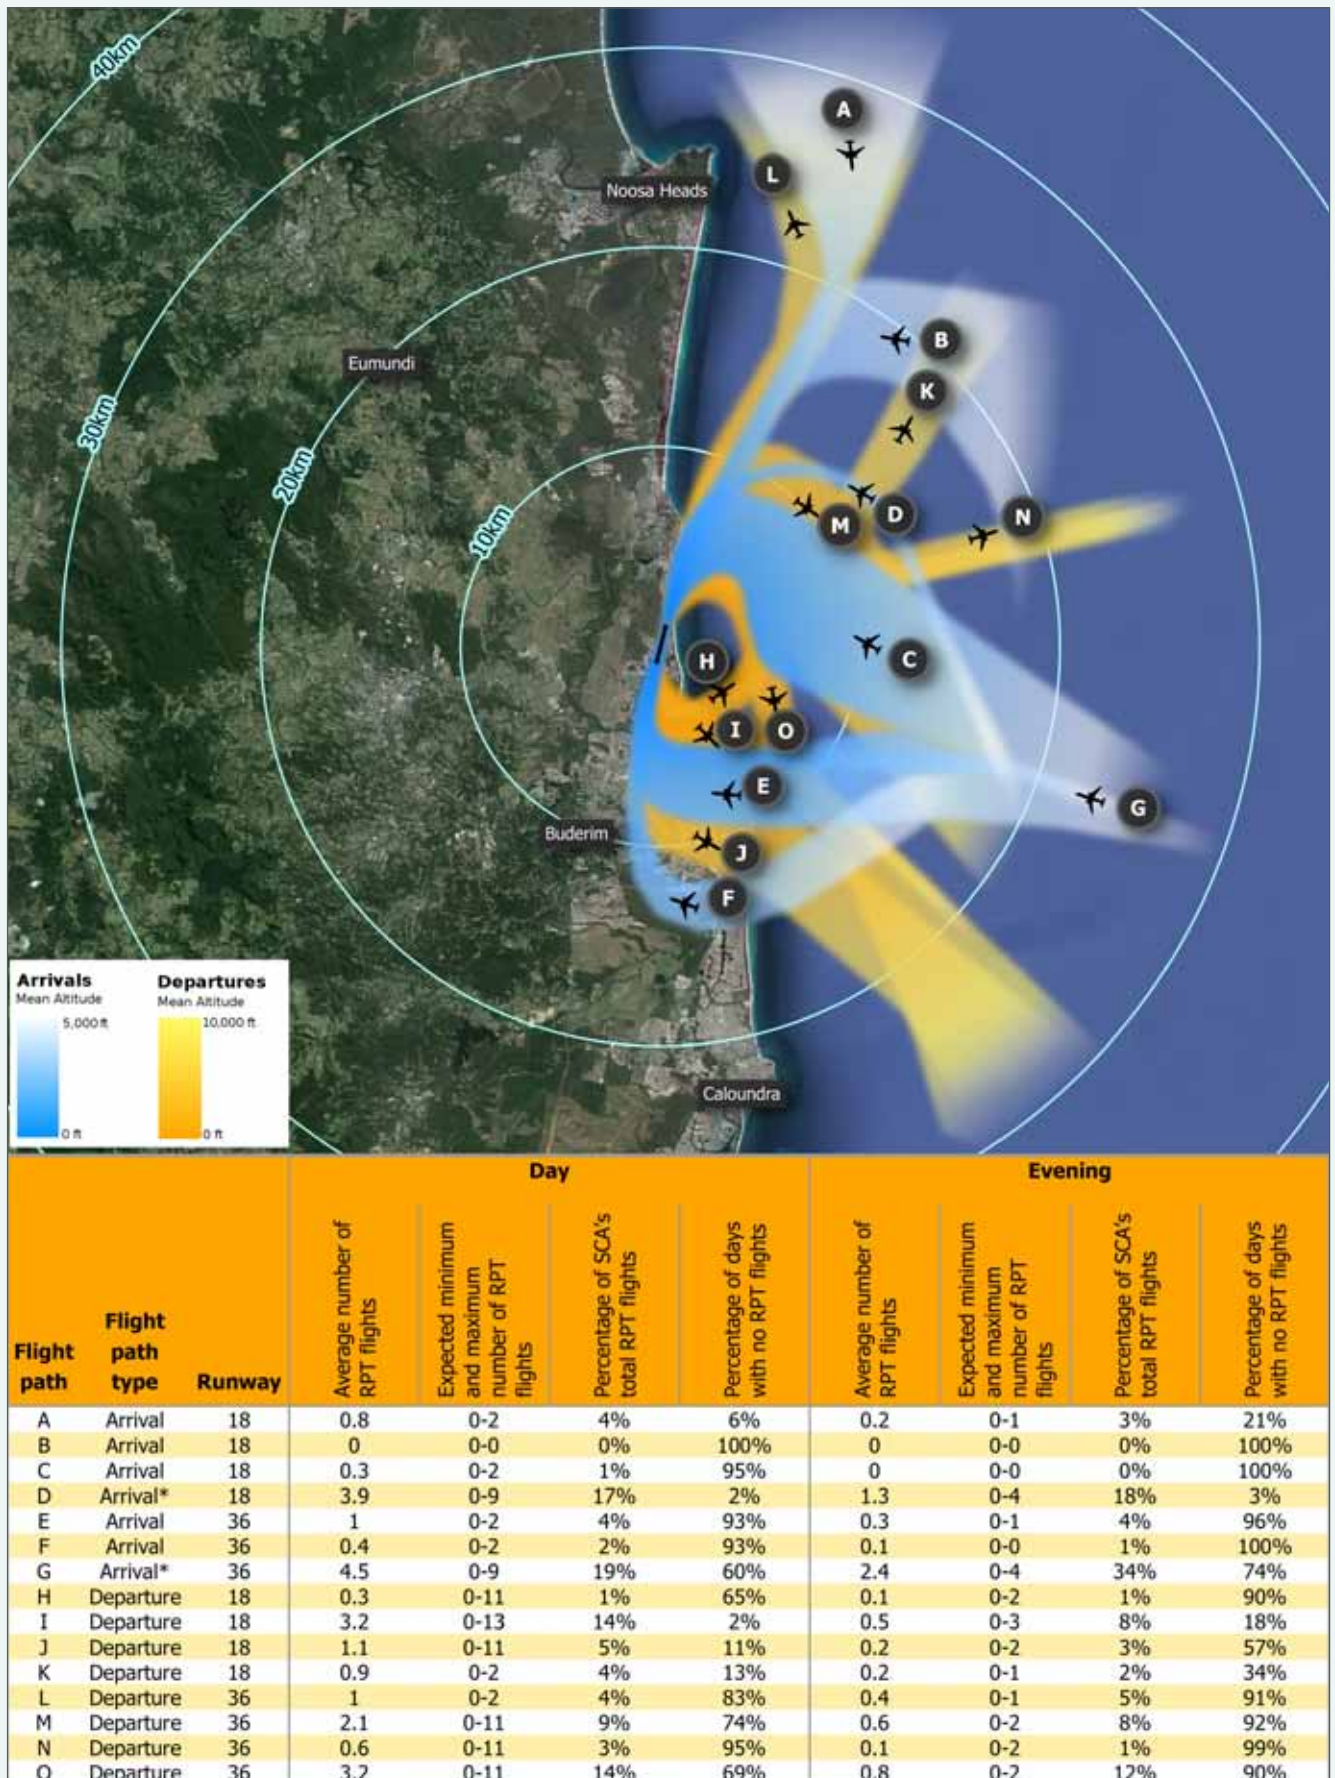 40km
A
L
Noosa Heads
B
Eumundi
K
30km
20km
D
M
N
10km
H
C
I
O
E
G
Buderim
J
F
Arrivals
Mean Altitude
5,000 ft
0 ft
Departures
Mean Altitude
10,000 ft
0 ft
Caloundra
Day
Evening
Flight path
Flight path type
Runway
Average number of RPT flights
Expected minimum and maximum number of RPT flights
Percentage of SCA's total RPT flights
Percentage of days with no RPT flights
Average number of RPT flights
Expected minimum and maximum number of RPT flights
Percentage of SCA's total RPT flights
Percentage of days with no RPT flights
A Arrival 18 0.8 0-2 4% 6% 0.2 0-1 3% 21%
B Arrival 18 0 0-0 0% 100% 0 0-0 0% 100%
C Arrival 18 0.3 0-2 1% 95% 0 0-0 0% 100%
D Arrival* 18 3.9 0-9 17% 2% 1.3 0-4 18% 3%
E Arrival 36 1 0-2 4% 93% 0.3 0-1 4% 96%
F Arrival 36 0.4 0-2 2% 93% 0.1 0-0 1% 100%
G Arrival* 36 4.5 0-9 19% 60% 2.4 0-4 34% 74%
H Departure 18 0.3 0-11 1% 65% 0.1 0-2 1% 90%
I Departure 18 3.2 0-13 14% 2% 0.5 0-3 8% 18%
J Departure 18 1.1 0-11 5% 11% 0.2 0-2 3% 57%
K Departure 18 0.9 0-2 4% 13% 0.2 0-1 2% 34%
L Departure 36 1 0-2 4% 83% 0.4 0-1 5% 91%
M Departure 36 2.1 0-11 9% 74% 0.6 0-2 8% 92%
N Departure 36 0.6 0-11 3% 95% 0.1 0-2 1% 99%
O Departure 36 3.2 0-11 14% 69% 0.8 0-2 12% 90%